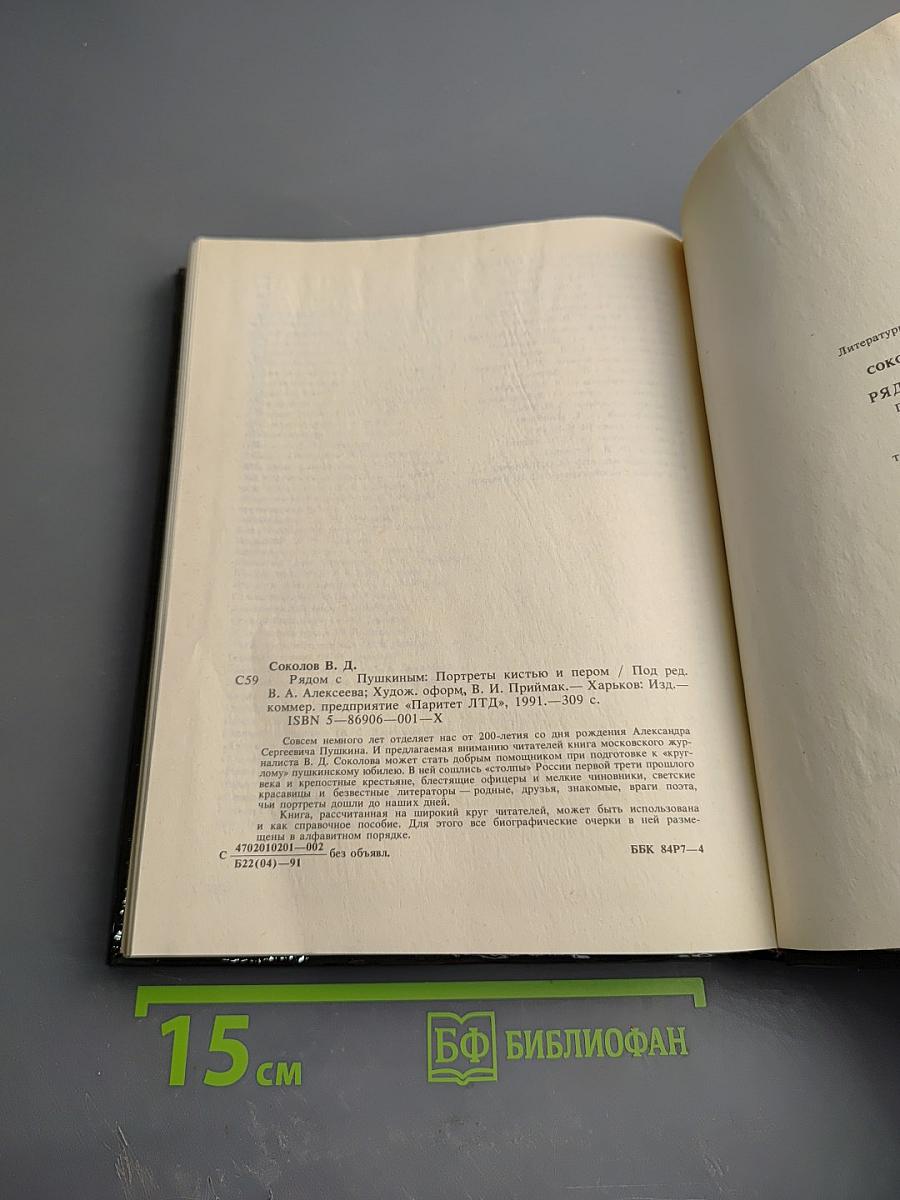 Соколов В. Д.
С59 Рядом с Пушкиным: Портреты кистью и пером / Под ред.
В. А. Алексеева; Худож. оформ, В. И. Приймак.— Харьков: Изд.—
коммер. предприятие «Паритет ЛТД», 1991.—309 с.
ISBN 5—86906—001—X
Совсем немного лет отделяет нас от 200-летия со дня рождения Александра
Сергеевича Пушкина. И предлагаемая вниманию читателей книга московского жур-
налиста В. Д. Соколова может стать добрым помощником при подготовке к «круг-
лому» пушкинскому юбилею. В ней сошлись «столпы» России первой трети прошлого
века и крепостные крестьяне, блестящие офицеры и мелкие чиновники, светские
красавицы и безвестные литераторы — родные, друзья, знакомые, враги поэта,
чьи портреты дошли до наших дней.
Книга, рассчитанная на широкий круг читателей, может быть использована
и как справочное пособие. Для этого все биографические очерки в ней разме-
щены в алфавитном порядке.
С 4702010201—002
Б22(04)—91 без объявл.
ББК 84Р7—4
Литературн
СОКО
РЯД
15 см
БФ БИБЛИОФАН